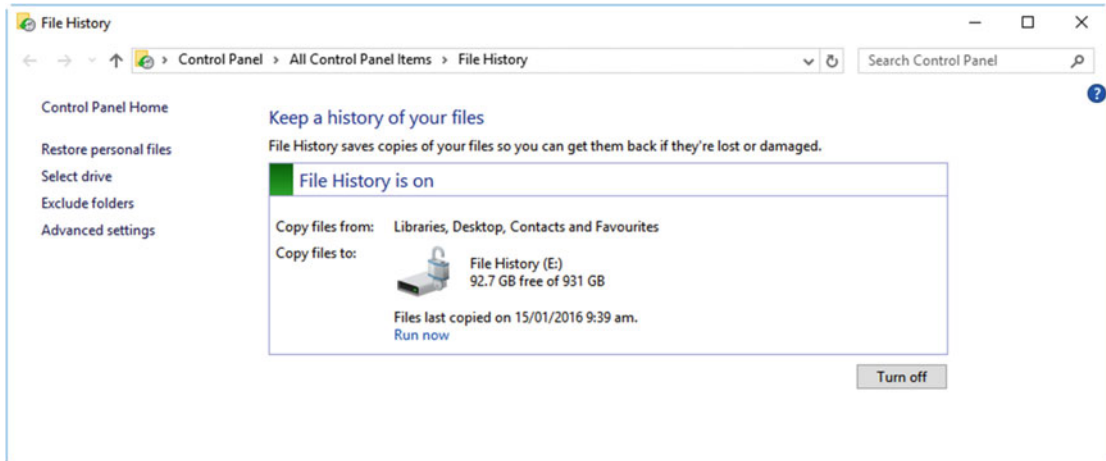 File History
Control Panel > All Control Panel Items > File History
Search Control Panel
Control Panel Home
Restore personal files
Select drive
Exclude folders
Advanced settings
Keep a history of your files
File History saves copies of your files so you can get them back if they're lost or damaged.
File History is on
Copy files from: Libraries, Desktop, Contacts and Favourites
Copy files to:
File History (E:)
92.7 GB free of 931 GB
Files last copied on 15/01/2016 9:39 am.
Run now
Turn off